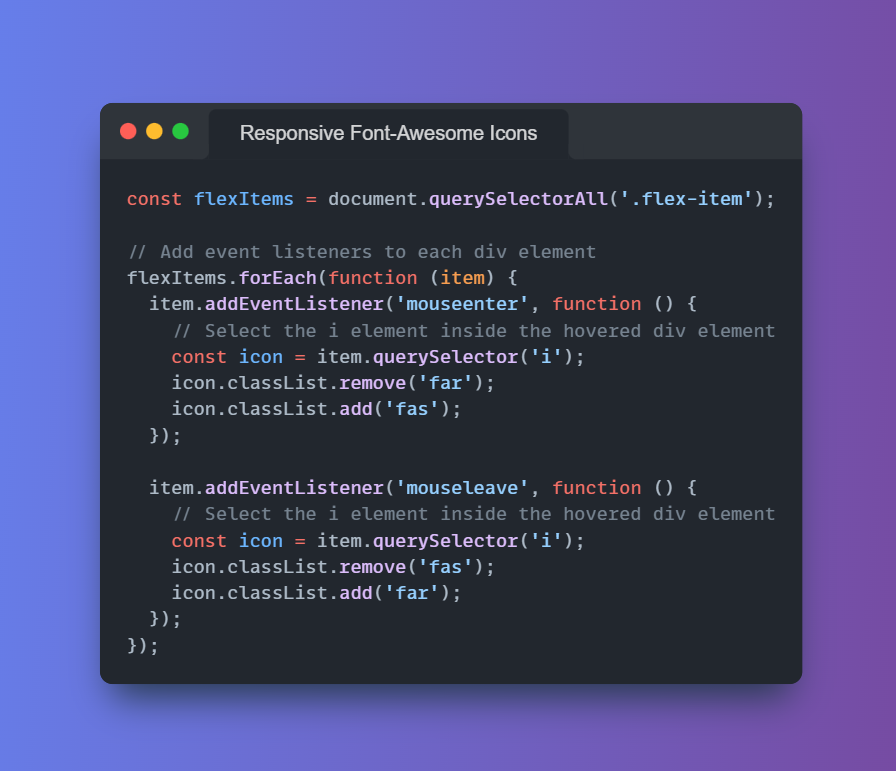 Responsive Font-Awesome Icons
const flexItems = document.querySelectorAll('.flex-item');
// Add event listeners to each div element
flexItems.forEach(function (item) {
  item.addEventListener('mouseenter', function () {
    // Select the i element inside the hovered div element
    const icon = item.querySelector('i');
    icon.classList.remove('far');
    icon.classList.add('fas');
  });
  item.addEventListener('mouseleave', function () {
    // Select the i element inside the hovered div element
    const icon = item.querySelector('i');
    icon.classList.remove('fas');
    icon.classList.add('far');
  });
});